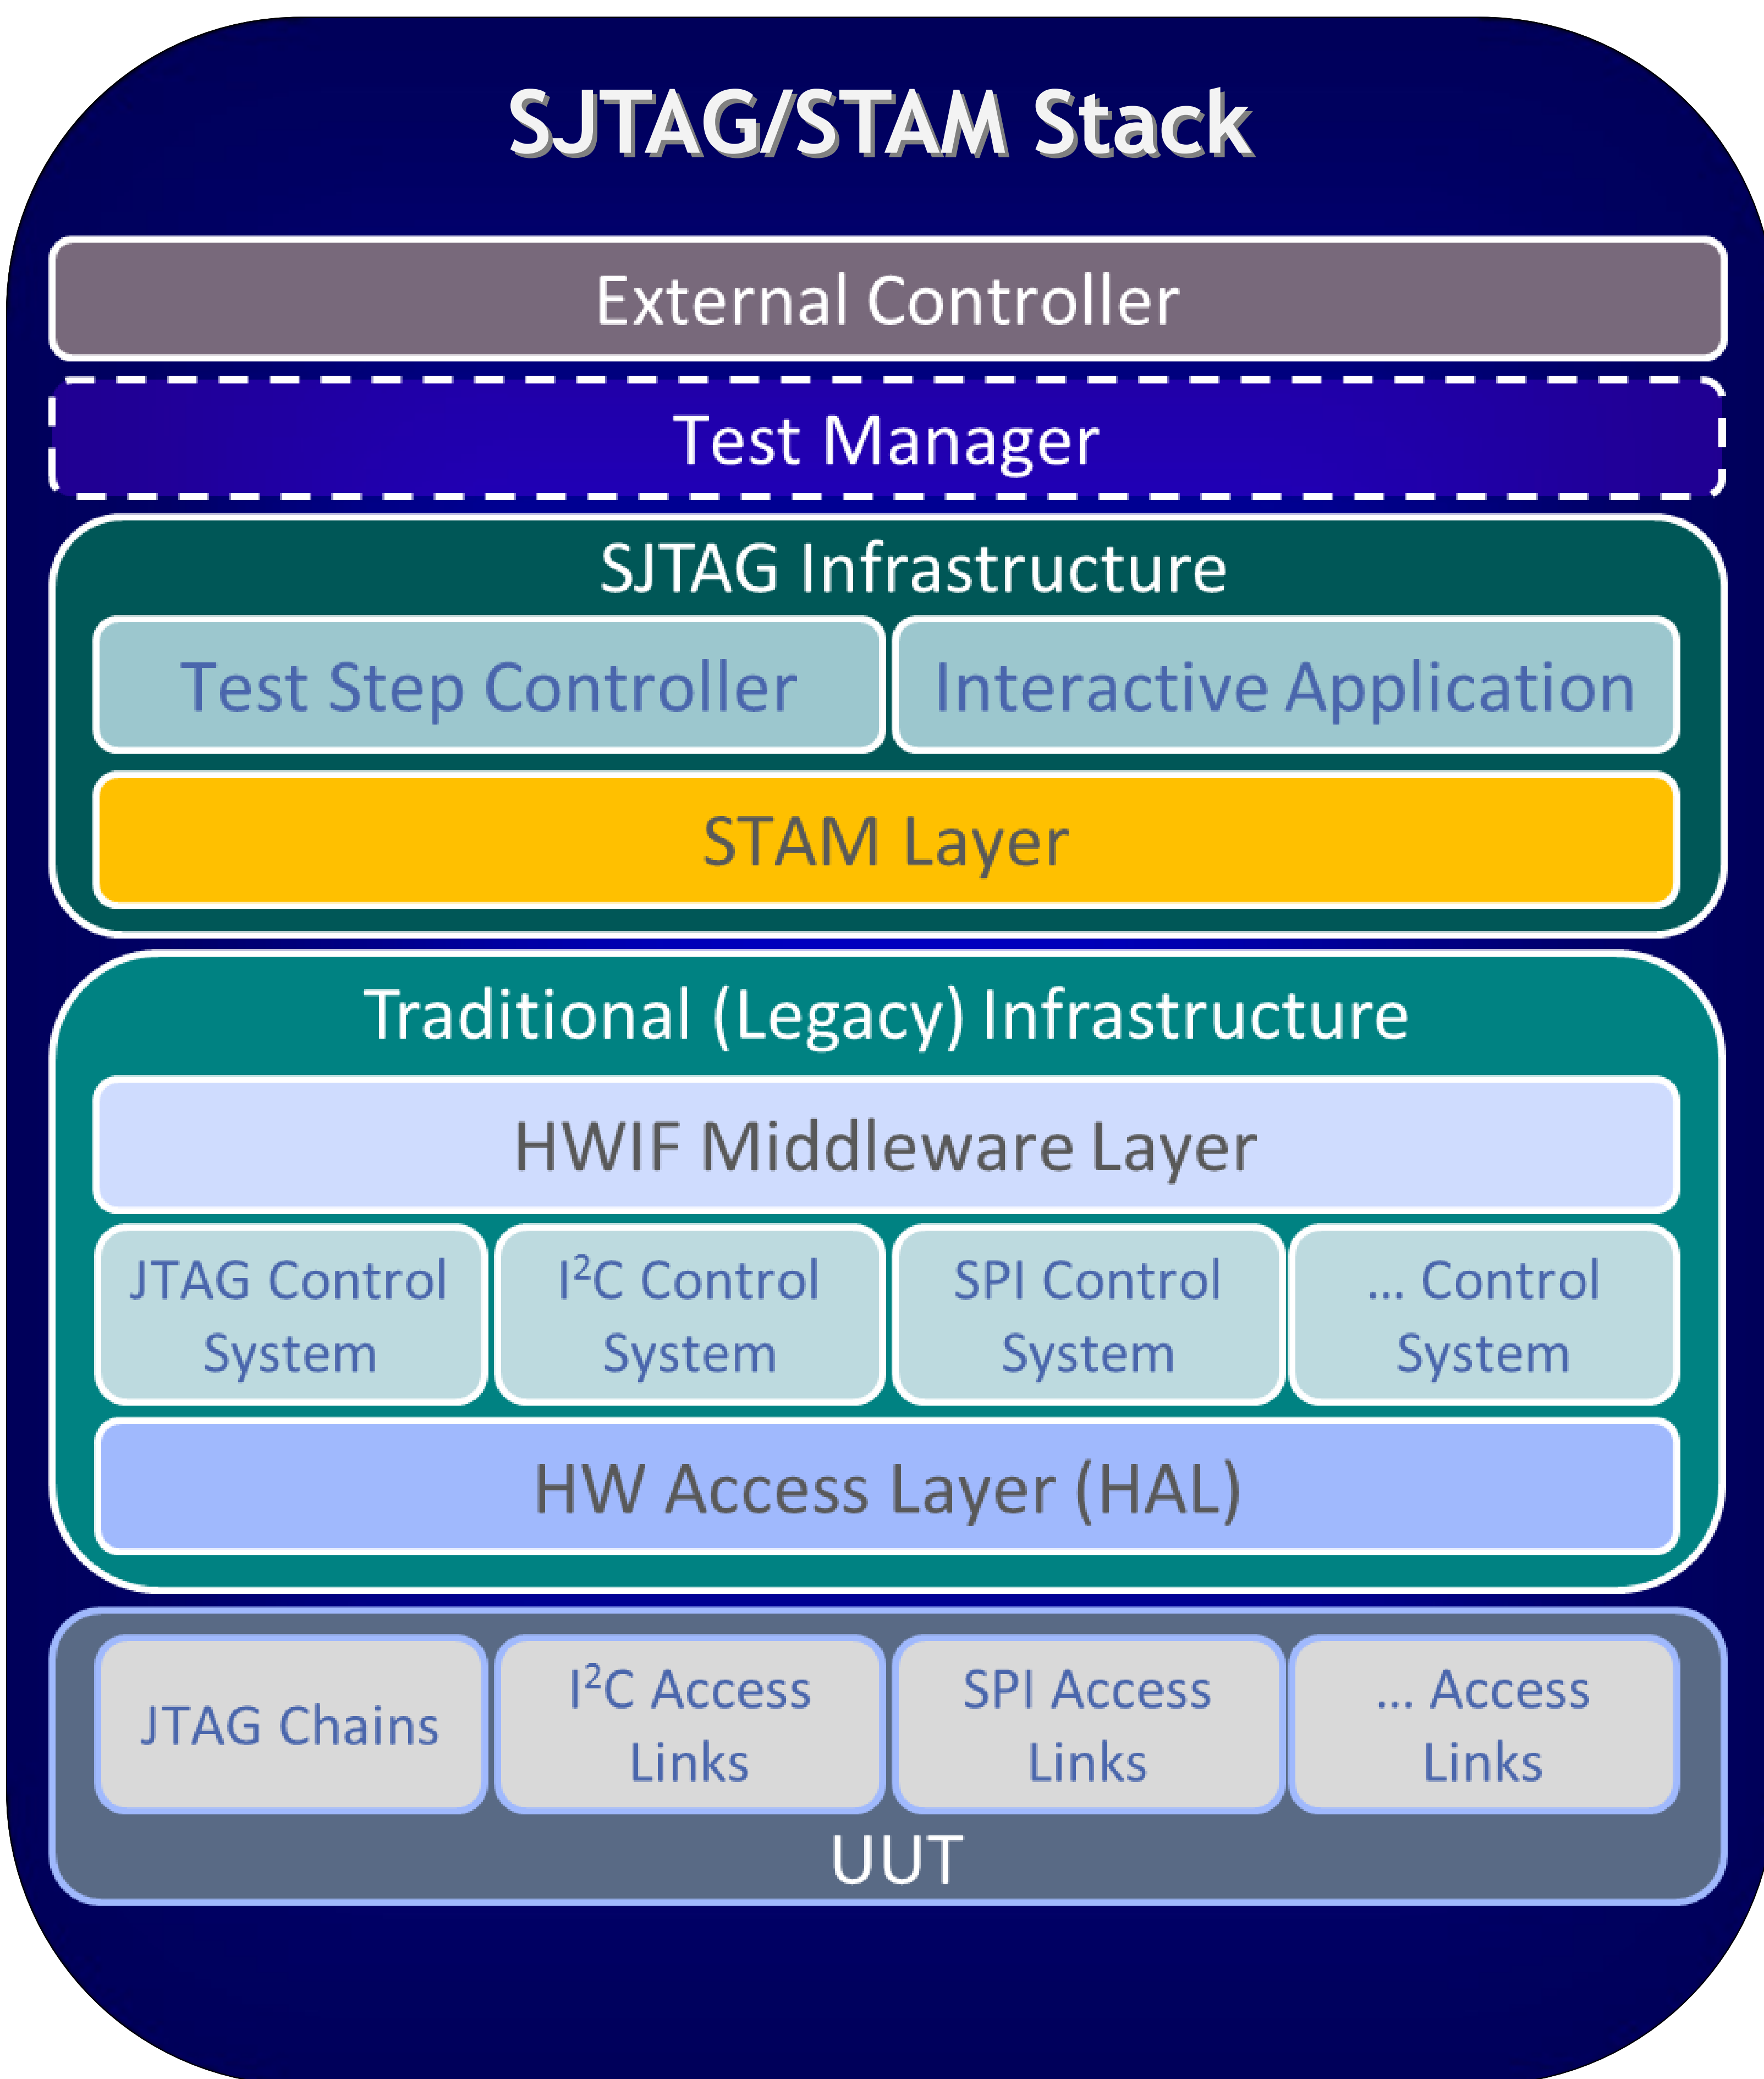 SJTAG/STAM Stack
External Controller
Test Manager
SJTAG Infrastructure
Test Step Controller
Interactive Application
STAM Layer
Traditional (Legacy) Infrastructure
HWIF Middleware Layer
JTAG Control
System
I²C Control
System
SPI Control
System
... Control
System
HW Access Layer (HAL)
JTAG Chains
I²C Access
Links
SPI Access
Links
... Access
Links
UUT